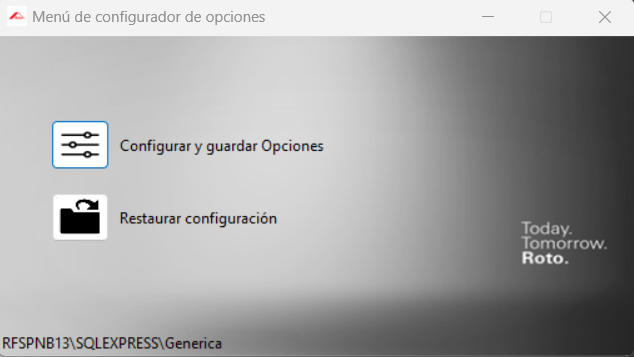 Menú de configurador de opciones
Configurar y guardar Opciones
Restaurar configuración
Today.
Tomorrow.
Roto.
RFSPNB13\SQLEXPRESS\Generica